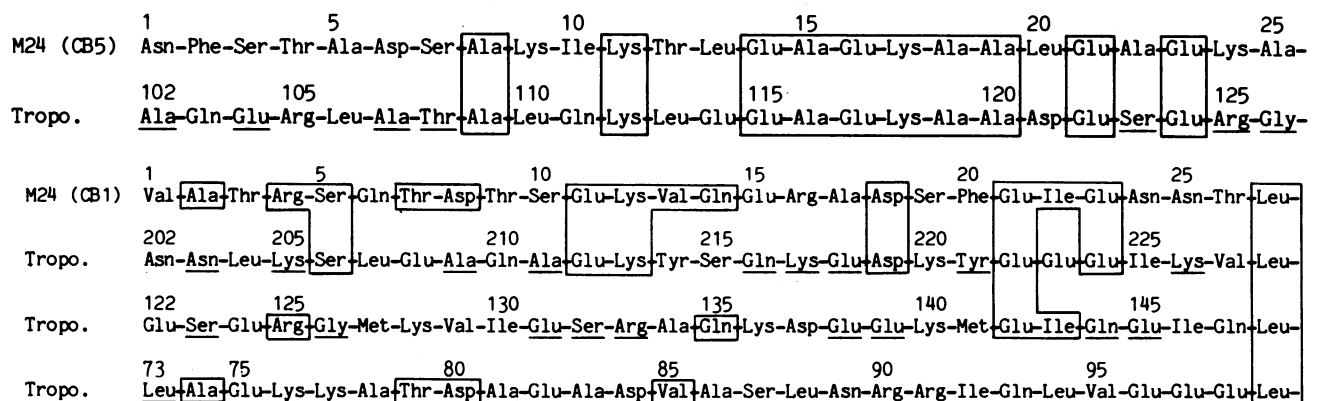 1 5 10 15 20 25
M24 (CB5) Asn-Phe-Ser-Thr-Ala-Asp-Ser-Ala-Lys-Ile-Lys-Thr-Leu-Glu-Ala-Glu-Lys-Ala-Ala-Leu-Glu-Ala-Glu-Lys-Ala-
102 105 110 115 120 125
Tropo. Ala-Gln-Glu-Arg-Leu-Ala-Thr-Ala-Leu-Gln-Lys-Leu-Glu-Glu-Ala-Glu-Lys-Ala-Ala-Asp-Glu-Ser-Glu-Arg-Gly-
1 5 10 15 20 25
M24 (CB1) Val-Ala-Thr-Arg-Ser-Gln-Thr-Asp-Thr-Ser-Glu-Lys-Val-Gln-Glu-Arg-Ala-Asp-Ser-Phe-Glu-Ile-Glu-Asn-Asn-Thr-Leu-
202 205 210 215 220 225
Tropo. Asn-Asn-Leu-Lys-Ser-Leu-Glu-Ala-Gln-Ala-Glu-Lys-Tyr-Ser-Gln-Lys-Glu-Asp-Lys-Tyr-Glu-Glu-Glu-Ile-Lys-Val-Leu-
122 125 130 135 140 145
Tropo. Glu-Ser-Glu-Arg-Gly-Met-Lys-Val-Ile-Glu-Ser-Arg-Ala-Gln-Lys-Asp-Glu-Glu-Lys-Met-Glu-Ile-Gln-Glu-Ile-Gln-Leu-
73 75 80 85 90 95
Tropo. Leu-Ala-Glu-Lys-Lys-Ala-Thr-Asp-Ala-Glu-Ala-Asp-Val-Ala-Ser-Leu-Asn-Arg-Arg-Ile-Gln-Leu-Val-Glu-Glu-Glu-Leu-